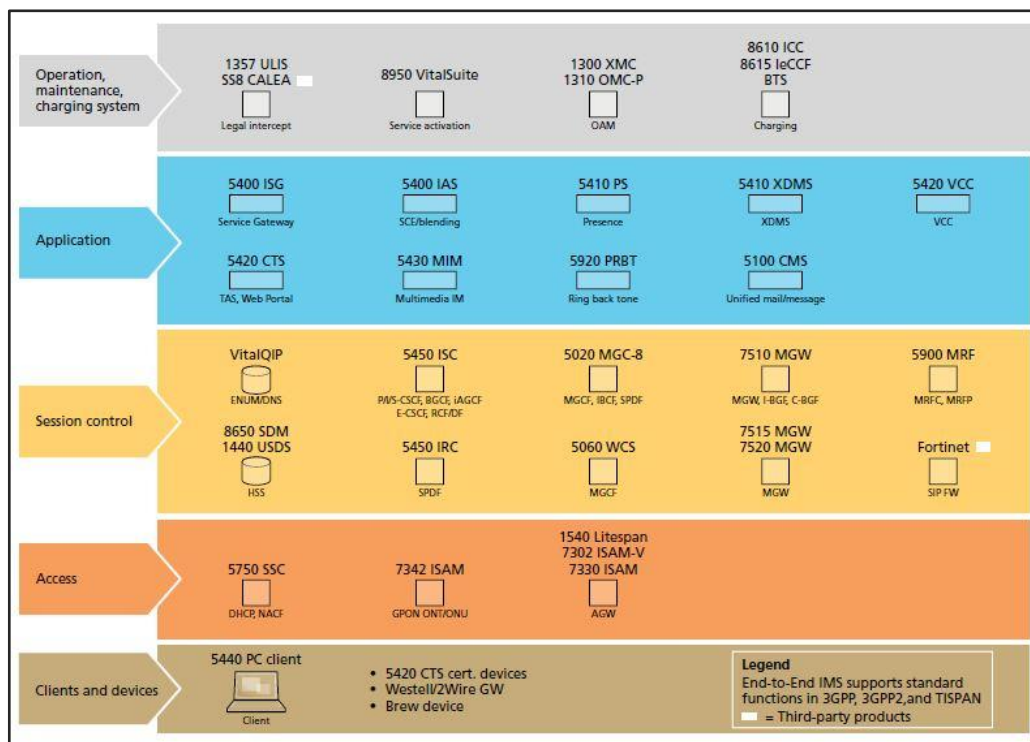 Operation,
maintenance,
charging system
1357 ULIS
SS8 CALEA
Legal intercept
8950 VitalSuite
Service activation
1300 XMC
1310 OMC-P
OAM
8610 ICC
8615 IeCCF
BTS
Charging
Application
5400 ISG
Service Gateway
5400 IAS
SCE/blending
5410 PS
Presence
5410 XDMS
XDMS
5420 VCC
VCC
5420 CTS
TAS, Web Portal
5430 MIM
Multimedia IM
5920 PRBT
Ring back tone
5100 CMS
Unified mail/message
Session control
VitalQIP
ENUM/DNS
5450 ISC
P/I/S-CSCF, BGCF, iAGCF
E-CSCF, RCF/DF
5020 MGC-8
MGCF, IBCF, SPDF
7510 MGW
MGW, I-BGF, C-BGF
5900 MRF
MRFC, MRFP
8650 SDM
1440 USDS
HSS
5450 IRC
SPDF
5060 WCS
MGCF
7515 MGW
7520 MGW
MGW
Fortinet
SIP FW
Access
5750 SSC
DHCP, NACF
7342 ISAM
GPON ONT/ONU
1540 Litespan
7302 ISAM-V
7330 ISAM
AGW
Clients and devices
5440 PC client
Client
• 5420 CTS cert. devices
• Westell/2Wire GW
• Brew device
Legend
End-to-End IMS supports standard
functions in 3GPP, 3GPP2,and TISPAN
= Third-party products